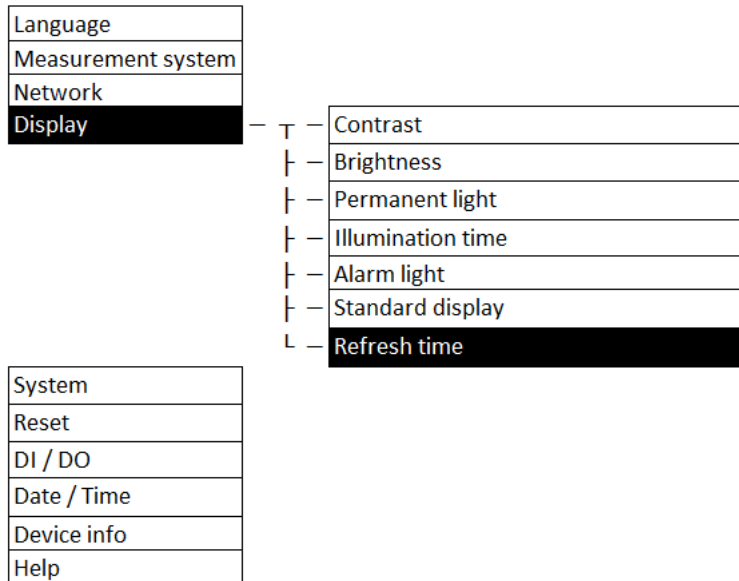 Language
Measurement system
Network
Display
Contrast
Brightness
Permanent light
Illumination time
Alarm light
Standard display
Refresh time
System
Reset
DI / DO
Date / Time
Device info
Help